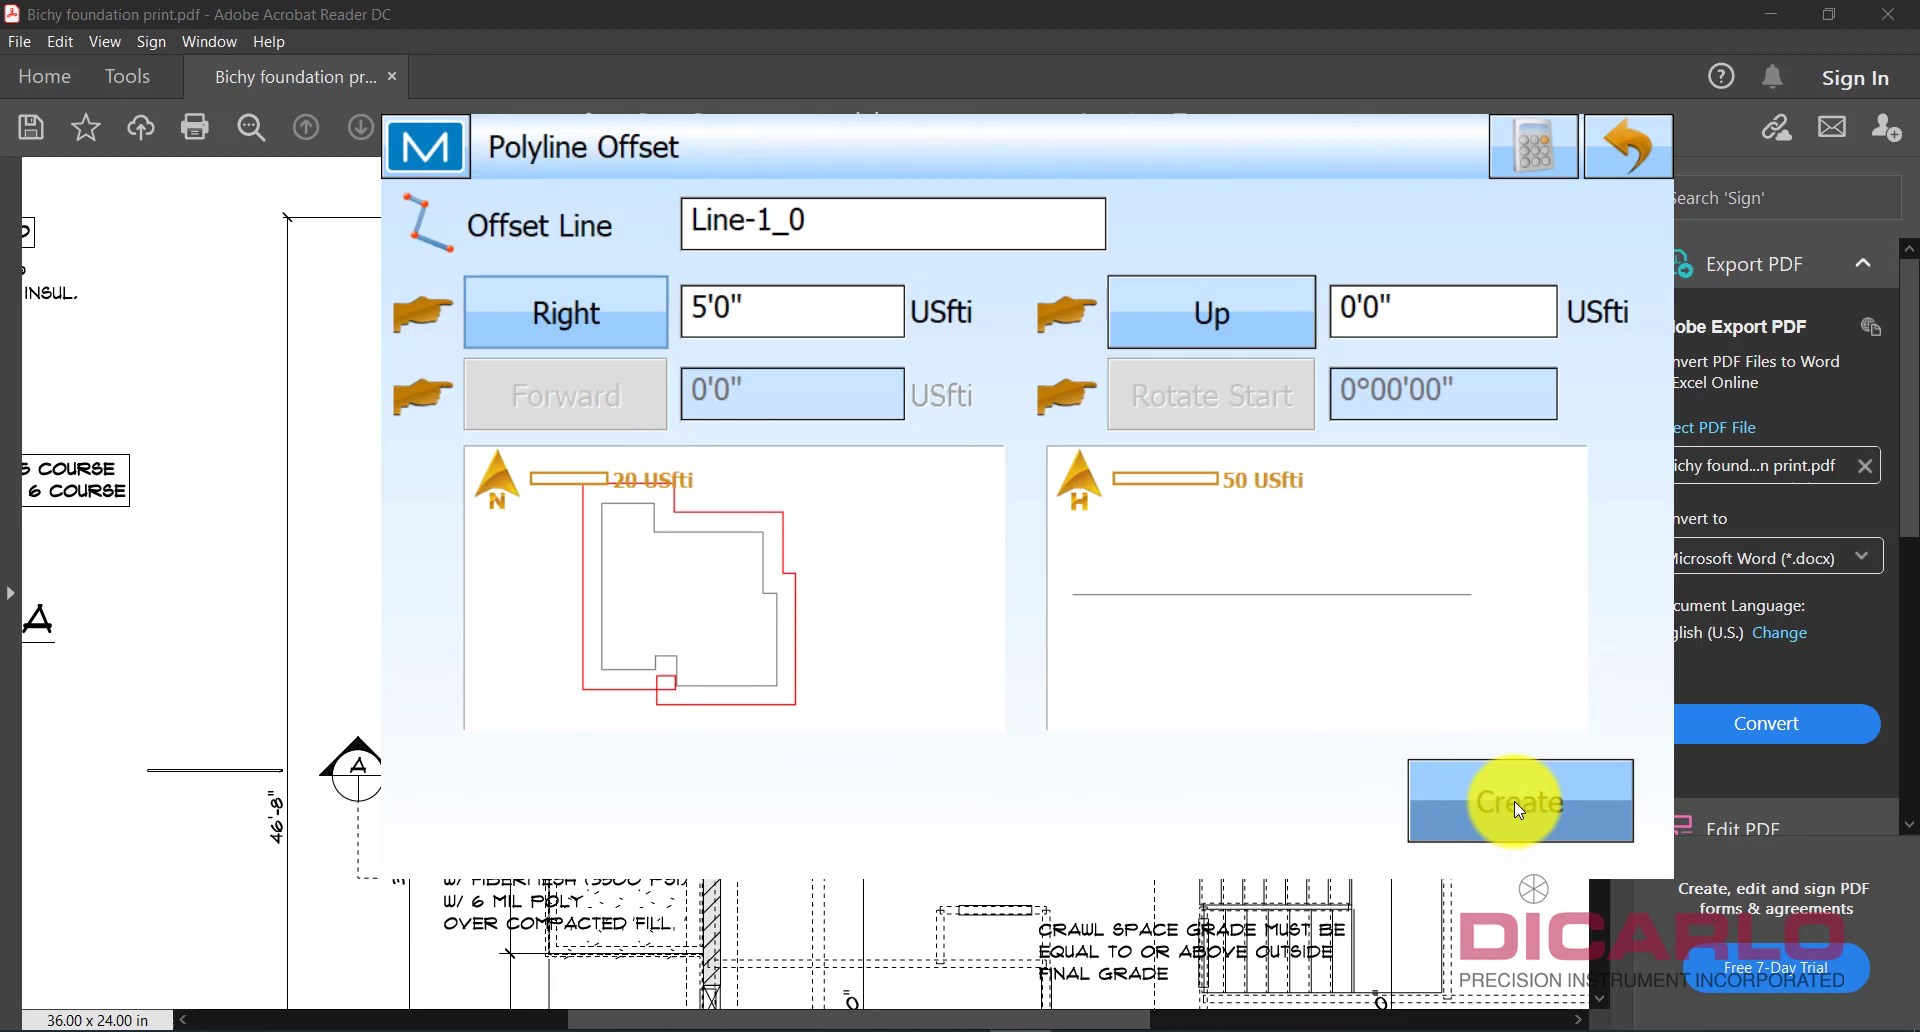 Bichy foundation print.pdf - Adobe Acrobat Reader DC
File Edit View Sign Window Help
Home Tools Bichy foundation pr... ×
Sign In
Polyline Offset
Search 'Sign'
Offset Line Line-1_0
Export PDF
INSUL.
Right 5'0" USfti Up 0'0" USfti
Adobe Export PDF
Convert PDF Files to Word
Excel Online
Forward 0'0" USfti Rotate Start 0°00'00"
ect PDF File
5 COURSE
6 COURSE
ichy found...n print.pdf
20 USfti
N
50 USfti
H
nvert to
Microsoft Word (*.docx)
cument Language:
glish (U.S.) Change
A
Convert
A
46'-8"
Create
Edit PDF
W/ FIBERMESH (3500 PSI)
W/ 6 MIL POLY
OVER COMPACTED FILL
CRAWL SPACE GRADE MUST BE
EQUAL TO OR ABOVE OUTSIDE
FINAL GRADE
Create, edit and sign PDF
forms & agreements
DICARLO
PRECISION INSTRUMENT INCORPORATED
Free 7-Day Trial
36.00 x 24.00 in